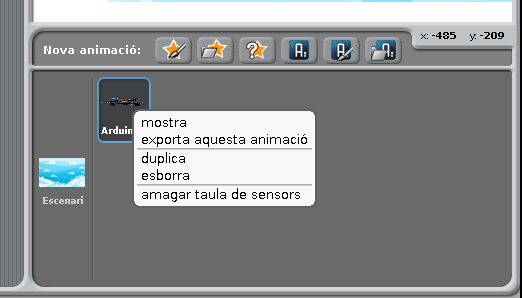 x: -485 y: -209
Nova animació:
mostra
exporta aquesta animació
Arduin
duplica
esborra
Escenari
amagar taula de sensors